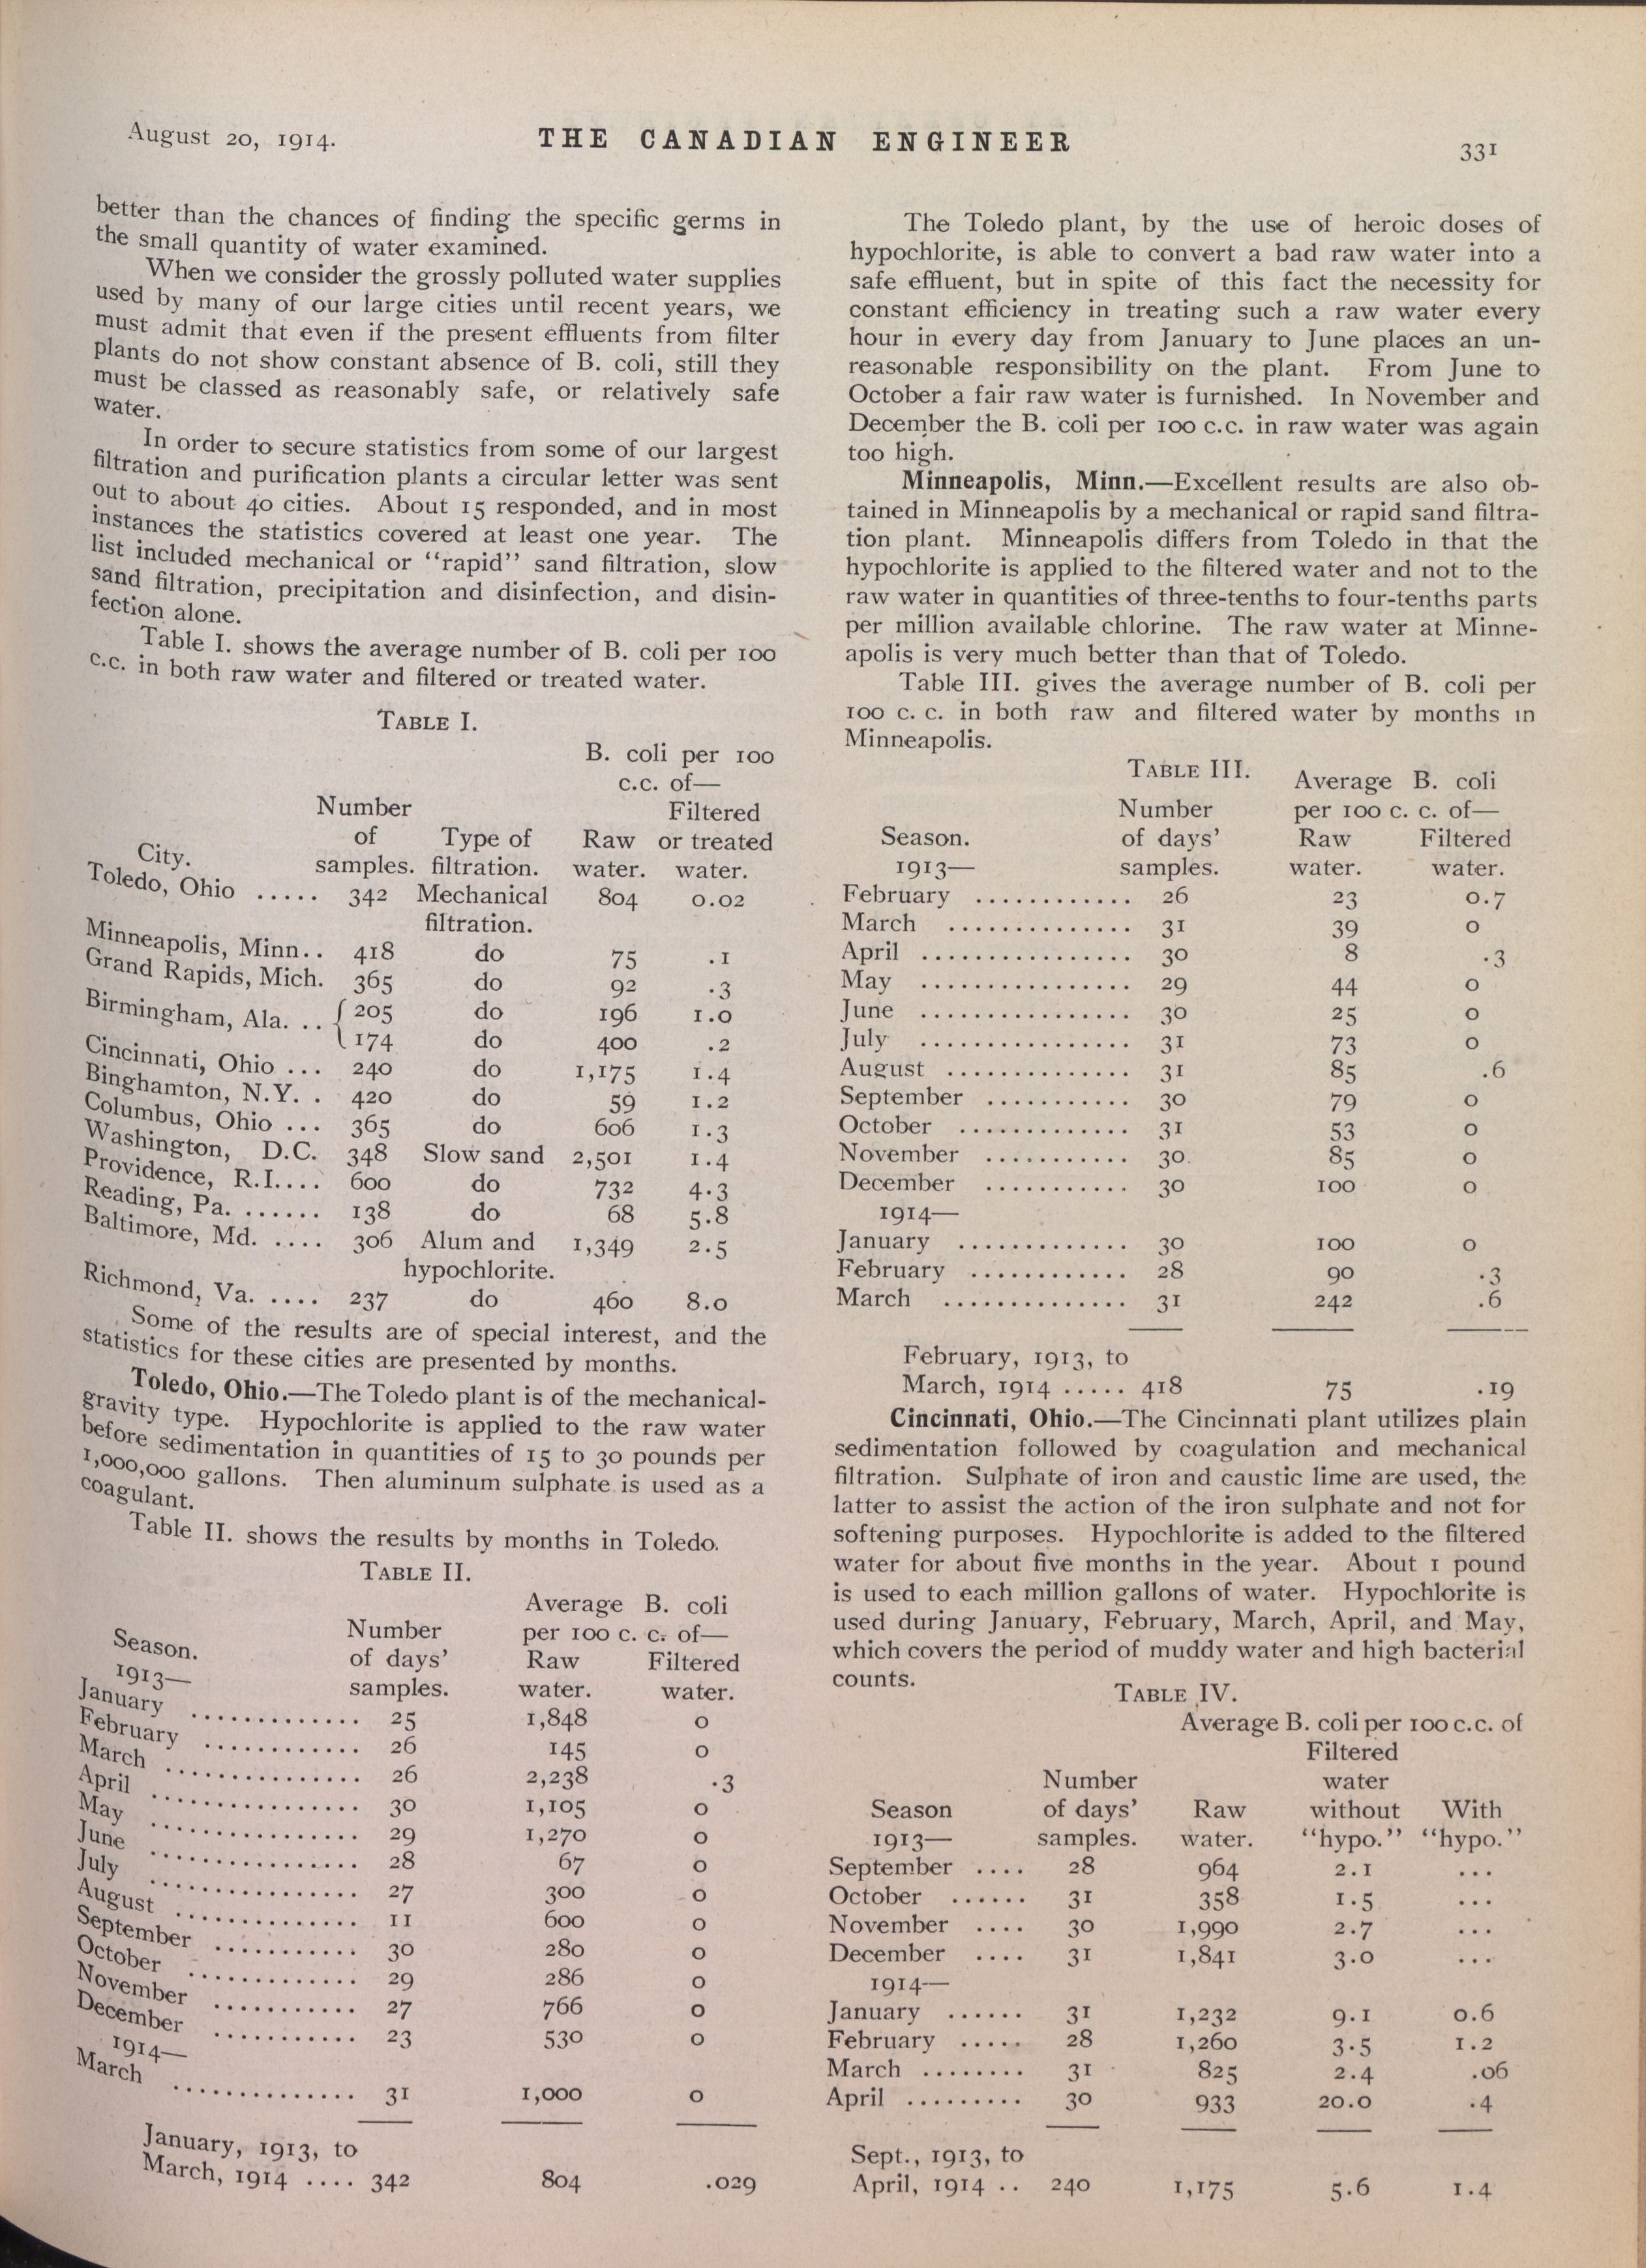 August 20, 1914.
THE CANADIAN ENGINEER
331
better than the chances of finding the specific germs in
the small quantity of water examined.
When we consider the grossly polluted water supplies
used by many of our large cities until recent years, we
must admit that even if the present effluents from filter
plants do not show constant absence of B. coli, still they
must be classed as reasonably safe, or relatively safe
water.
In order to secure statistics from some of our largest
filtration and purification plants a circular letter was sent
out to about 40 cities. About 15 responded, and in most
instances the statistics covered at least one year. The
list included mechanical or "rapid" sand filtration, slow
sand filtration, precipitation and disinfection, and disin-
fection alone.
Table I. shows the average number of B. coli per 100
c.c. in both raw water and filtered or treated water.
TABLE I.
B. coli per 100
c.c. of—
Number Filtered
of Type of Raw or treated
City. samples. filtration. water. water.
Toledo, Ohio ..... 342 Mechanical 804 0.02
filtration.
Minneapolis, Minn.. 418 do 75 .1
Grand Rapids, Mich. 365 do 92 .3
Birmingham, Ala. .. { 205 do 196 1.0
174 do 400 .2
Cincinnati, Ohio ... 240 do 1,175 1.4
Binghamton, N.Y. . 420 do 59 1.2
Columbus, Ohio ... 365 do 606 1.3
Washington, D.C. 348 Slow sand 2,501 1.4
Providence, R.I.... 600 do 732 4.3
Reading, Pa. ...... 138 do 68 5.8
Baltimore, Md. .... 306 Alum and 1,349 2.5
hypochlorite.
Richmond, Va. .... 237 do 460 8.0
Some of the results are of special interest, and the
statistics for these cities are presented by months.
Toledo, Ohio.—The Toledo plant is of the mechanical-
gravity type. Hypochlorite is applied to the raw water
before sedimentation in quantities of 15 to 30 pounds per
1,000,000 gallons. Then aluminum sulphate is used as a
coagulant.
Table II. shows the results by months in Toledo.
TABLE II.
Average B. coli
Number per 100 c. c. of—
Season. of days' Raw Filtered
1913— samples. water. water.
January ............. 25 1,848 0
February ............ 26 145 0
March ............... 26 2,238 .3
April ................ 30 1,105 0
May ................ 29 1,270 0
June ................ 28 67 0
July ................ 27 300 0
August .............. 11 600 0
September ........... 30 280 0
October ............. 29 286 0
November ........... 27 766 0
December ........... 23 530 0
1914—
March .............. 31 1,000 0
January, 1913, to
March, 1914 .... 342 804 .029
The Toledo plant, by the use of heroic doses of
hypochlorite, is able to convert a bad raw water into a
safe effluent, but in spite of this fact the necessity for
constant efficiency in treating such a raw water every
hour in every day from January to June places an un-
reasonable responsibility on the plant. From June to
October a fair raw water is furnished. In November and
December the B. coli per 100 c.c. in raw water was again
too high.
Minneapolis, Minn.—Excellent results are also ob-
tained in Minneapolis by a mechanical or rapid sand filtra-
tion plant. Minneapolis differs from Toledo in that the
hypochlorite is applied to the filtered water and not to the
raw water in quantities of three-tenths to four-tenths parts
per million available chlorine. The raw water at Minne-
apolis is very much better than that of Toledo.
Table III. gives the average number of B. coli per
100 c. c. in both raw and filtered water by months in
Minneapolis.
TABLE III.
Average B. coli
Number per 100 c. c. of—
Season. of days' Raw Filtered
1913— samples. water. water.
February ............ 26 23 0.7
March .............. 31 39 0
April ................ 30 8 .3
May ................ 29 44 0
June ................ 30 25 0
July ................ 31 73 0
August .............. 31 85 .6
September ........... 30 79 0
October ............. 31 53 0
November ........... 30 85 0
December ........... 30 100 0
1914—
January ............. 30 100 0
February ............ 28 90 .3
March .............. 31 242 .6
February, 1913, to
March, 1914 ..... 418 75 .19
Cincinnati, Ohio.—The Cincinnati plant utilizes plain
sedimentation followed by coagulation and mechanical
filtration. Sulphate of iron and caustic lime are used, the
latter to assist the action of the iron sulphate and not for
softening purposes. Hypochlorite is added to the filtered
water for about five months in the year. About 1 pound
is used to each million gallons of water. Hypochlorite is
used during January, February, March, April, and May,
which covers the period of muddy water and high bacterial
counts.
TABLE IV.
Average B. coli per 100 c.c. of
Filtered
Number water
Season of days' Raw without With
1913— samples. water. "hypo." "hypo."
September .... 28 964 2.1 ...
October ...... 31 358 1.5 ...
November .... 30 1,990 2.7 ...
December .... 31 1,841 3.0 ...
1914—
January ...... 31 1,232 9.1 0.6
February ..... 28 1,260 3.5 1.2
March ........ 31 825 2.4 .06
April ......... 30 933 20.0 .4
Sept., 1913, to
April, 1914 .. 240 1,175 5.6 1.4